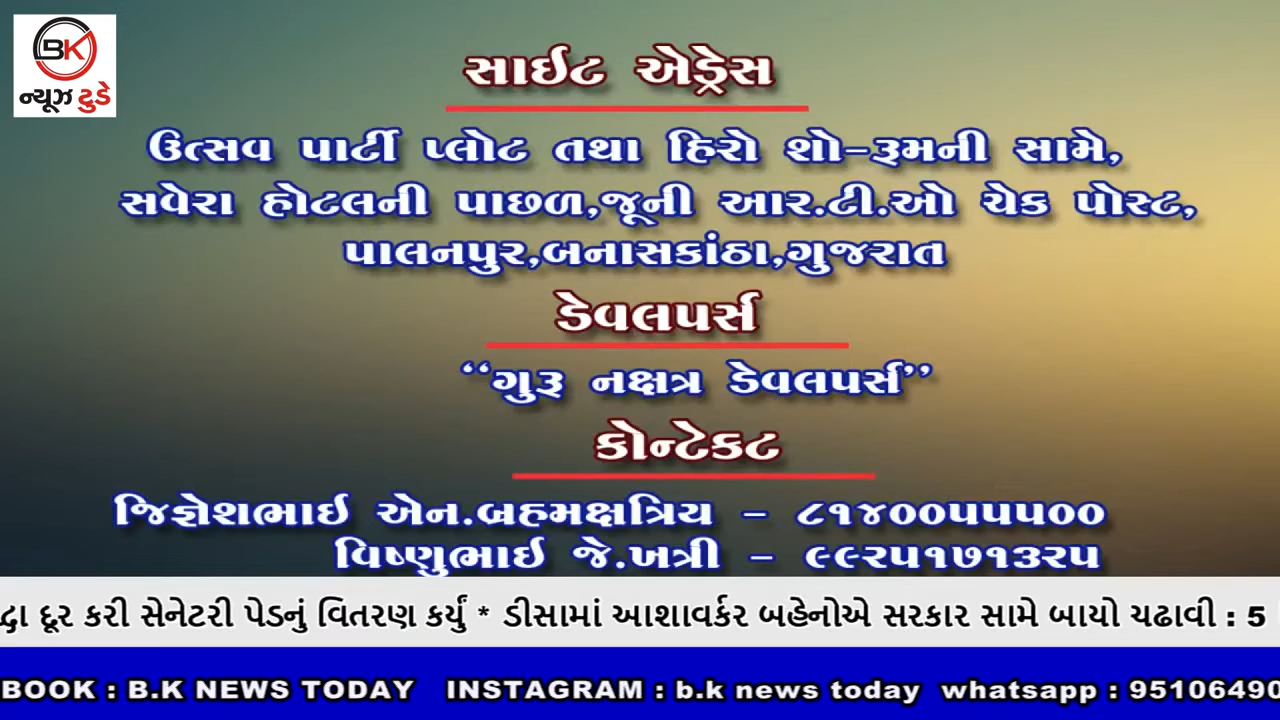 BK
ન્યૂઝ ટુડે
સાઈટ એડ્રેસ
ઉત્સવ પાર્ટી પ્લોટ તથા હિરો શો-રૂમની સામે,
સવેરા હોટલની પાછળ,જૂની આર.ટી.ઓ ચેક પોસ્ટ,
પાલનપુર,બનાસકાંઠા,ગુજરાત
ડેવલપર્સ
“ગુરૂ નક્ષત્ર ડેવલપર્સ”
કોન્ટેકટ
જિજ્ઞેશભાઈ એન.બ્રહમક્ષત્રિય – ૮૧૪૦૦૫૫૫૦૦
વિષ્ણુભાઈ જે.ખત્રી – ૯૯૨૫૧૭૧૩૨૫
દૂર કરી સેનેટરી પેડનું વિતરણ કર્યું * ડીસામાં આશાવર્કર બહેનોએ સરકાર સામે બાયો ચઢાવી : 5
BOOK : B.K NEWS TODAY INSTAGRAM : b.k news today whatsapp : 95106490